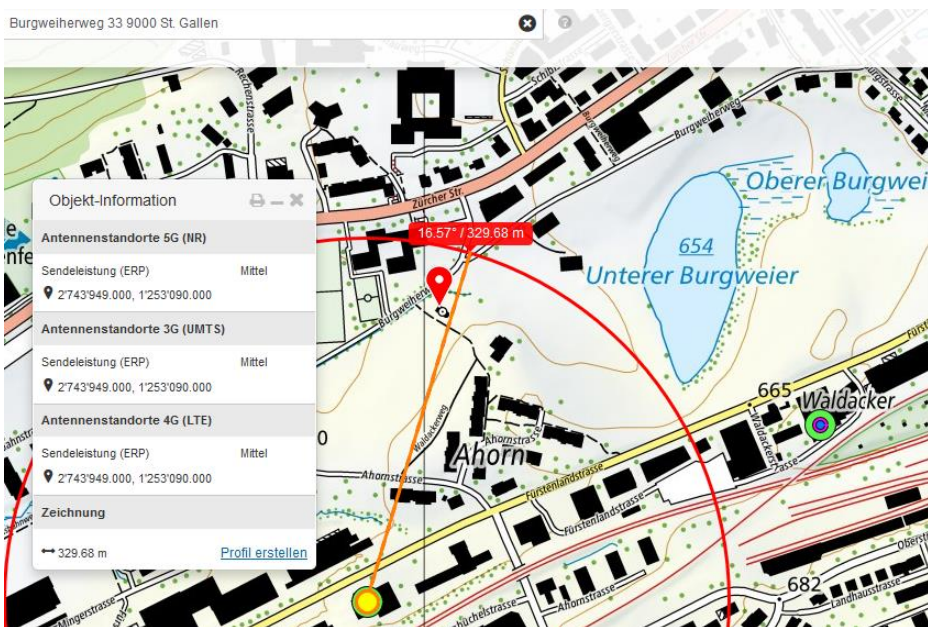 Burgweiherweg 33 9000 St. Gallen
Rechenstrasse
Burgweiherweg
Burgweiherweg
Zürcher Str.
Oberer Burgwei
654
Unterer Burgweier
Objekt-Information
Antennenstandorte 5G (NR)
Sendeleistung (ERP) Mittel
2'743'949.000, 1'253'090.000
Antennenstandorte 3G (UMTS)
Sendeleistung (ERP) Mittel
2'743'949.000, 1'253'090.000
Antennenstandorte 4G (LTE)
Sendeleistung (ERP) Mittel
2'743'949.000, 1'253'090.000
Zeichnung
329.68 m Profil erstellen
16.57° / 329.68 m
Waldackerweg
0
Ahornstrasse
Ahorn
Ahornstrasse
665
Waldacker
Waldackerstrasse
Fürstenlandstrasse
Fürstenlandstrasse
682
Mingerstrasse
Ahornstrasse
Landhausstrasse